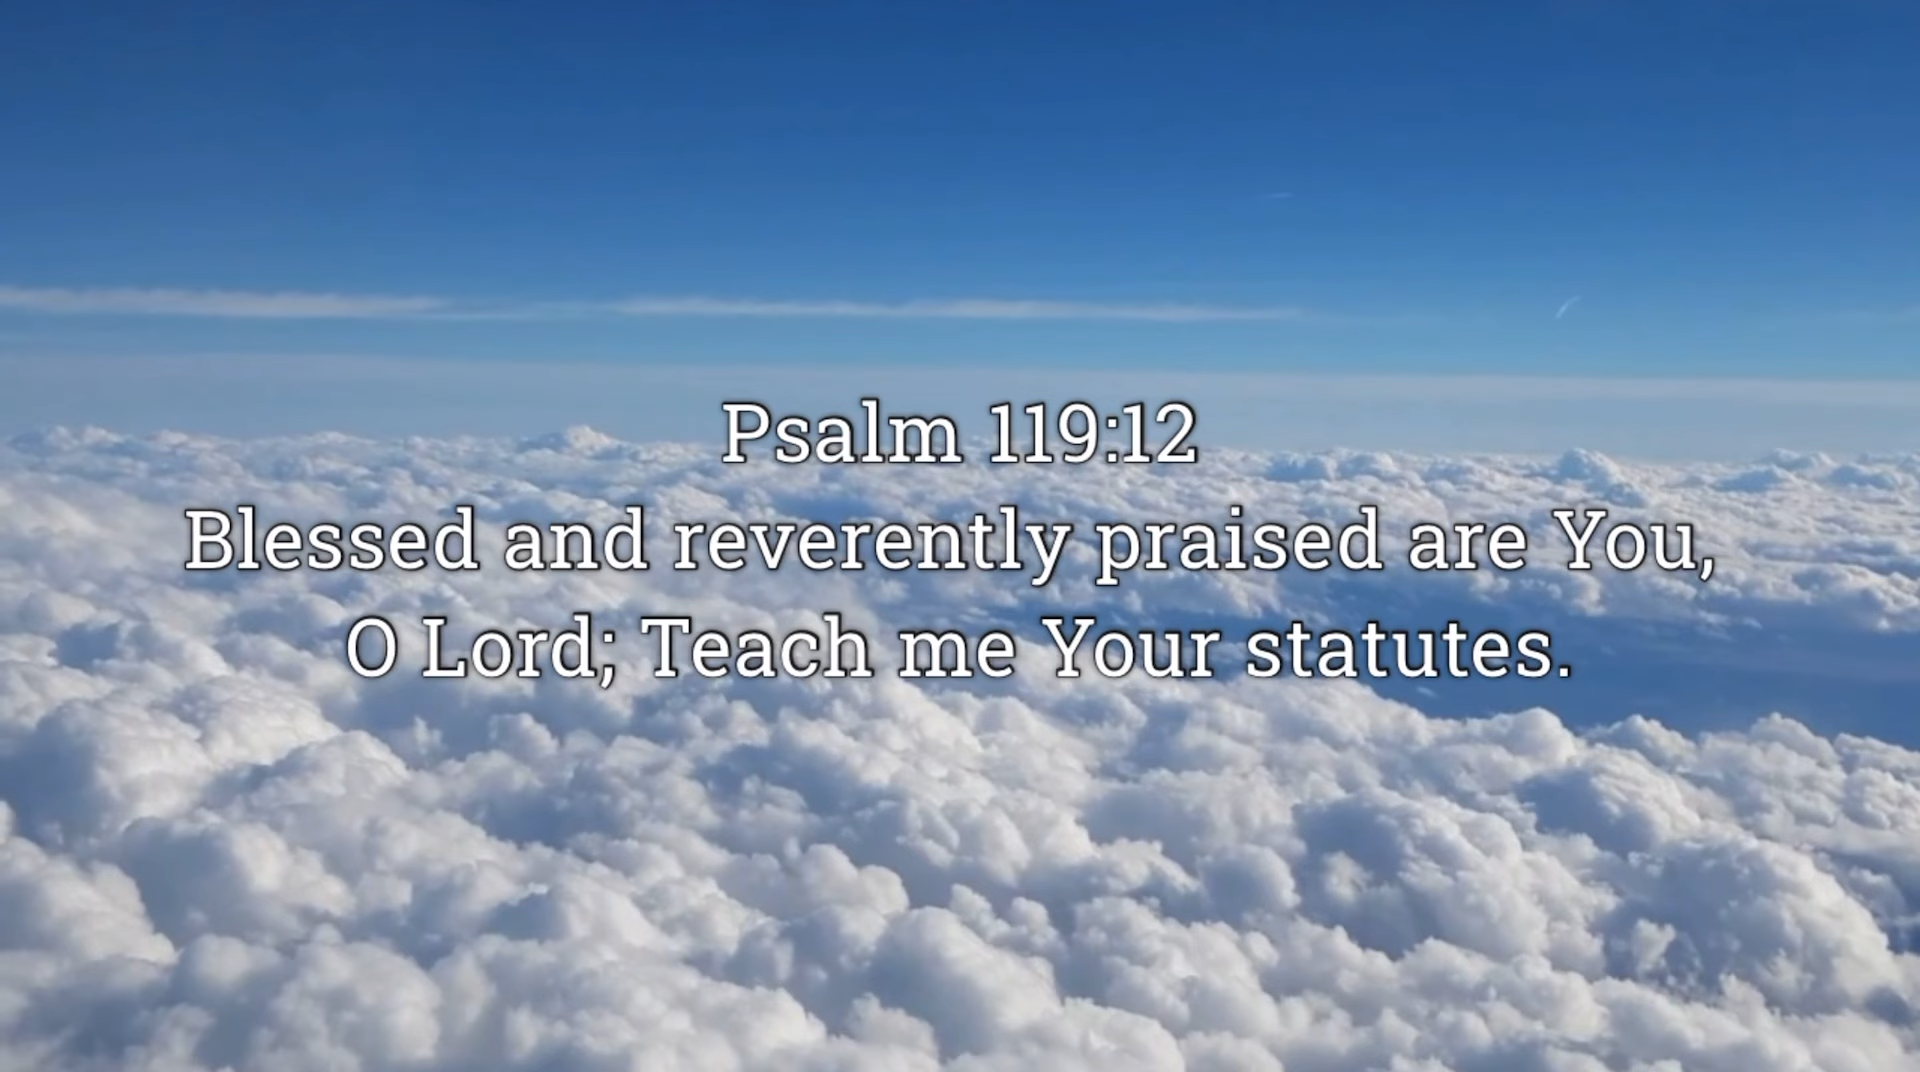 Psalm 119:12
Blessed and reverently praised are You,
O Lord; Teach me Your statutes.